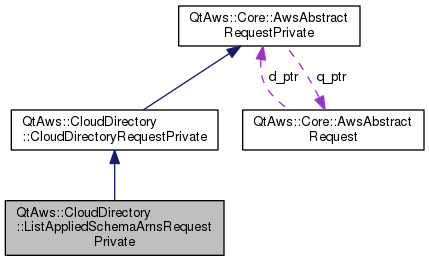 QtAws::Core::AwsAbstract
RequestPrivate
d_ptr
q_ptr
QtAws::CloudDirectory
::CloudDirectoryRequestPrivate
QtAws::Core::AwsAbstract
Request
QtAws::CloudDirectory
::ListAppliedSchemaArnsRequest
Private